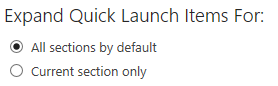 Expand Quick Launch Items For:
All sections by default
Current section only